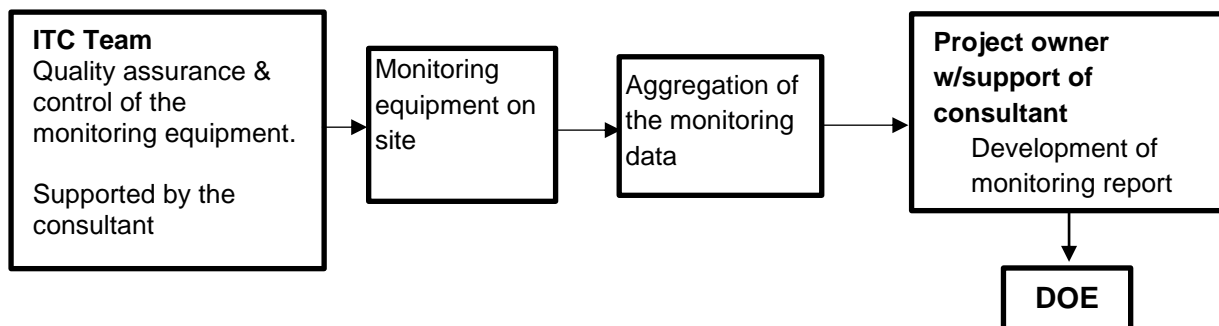 ITC Team
Quality assurance &
control of the
monitoring equipment.
Supported by the
consultant
Monitoring
equipment on
site
Aggregation of
the monitoring
data
Project owner
w/support of
consultant
Development of
monitoring report
DOE